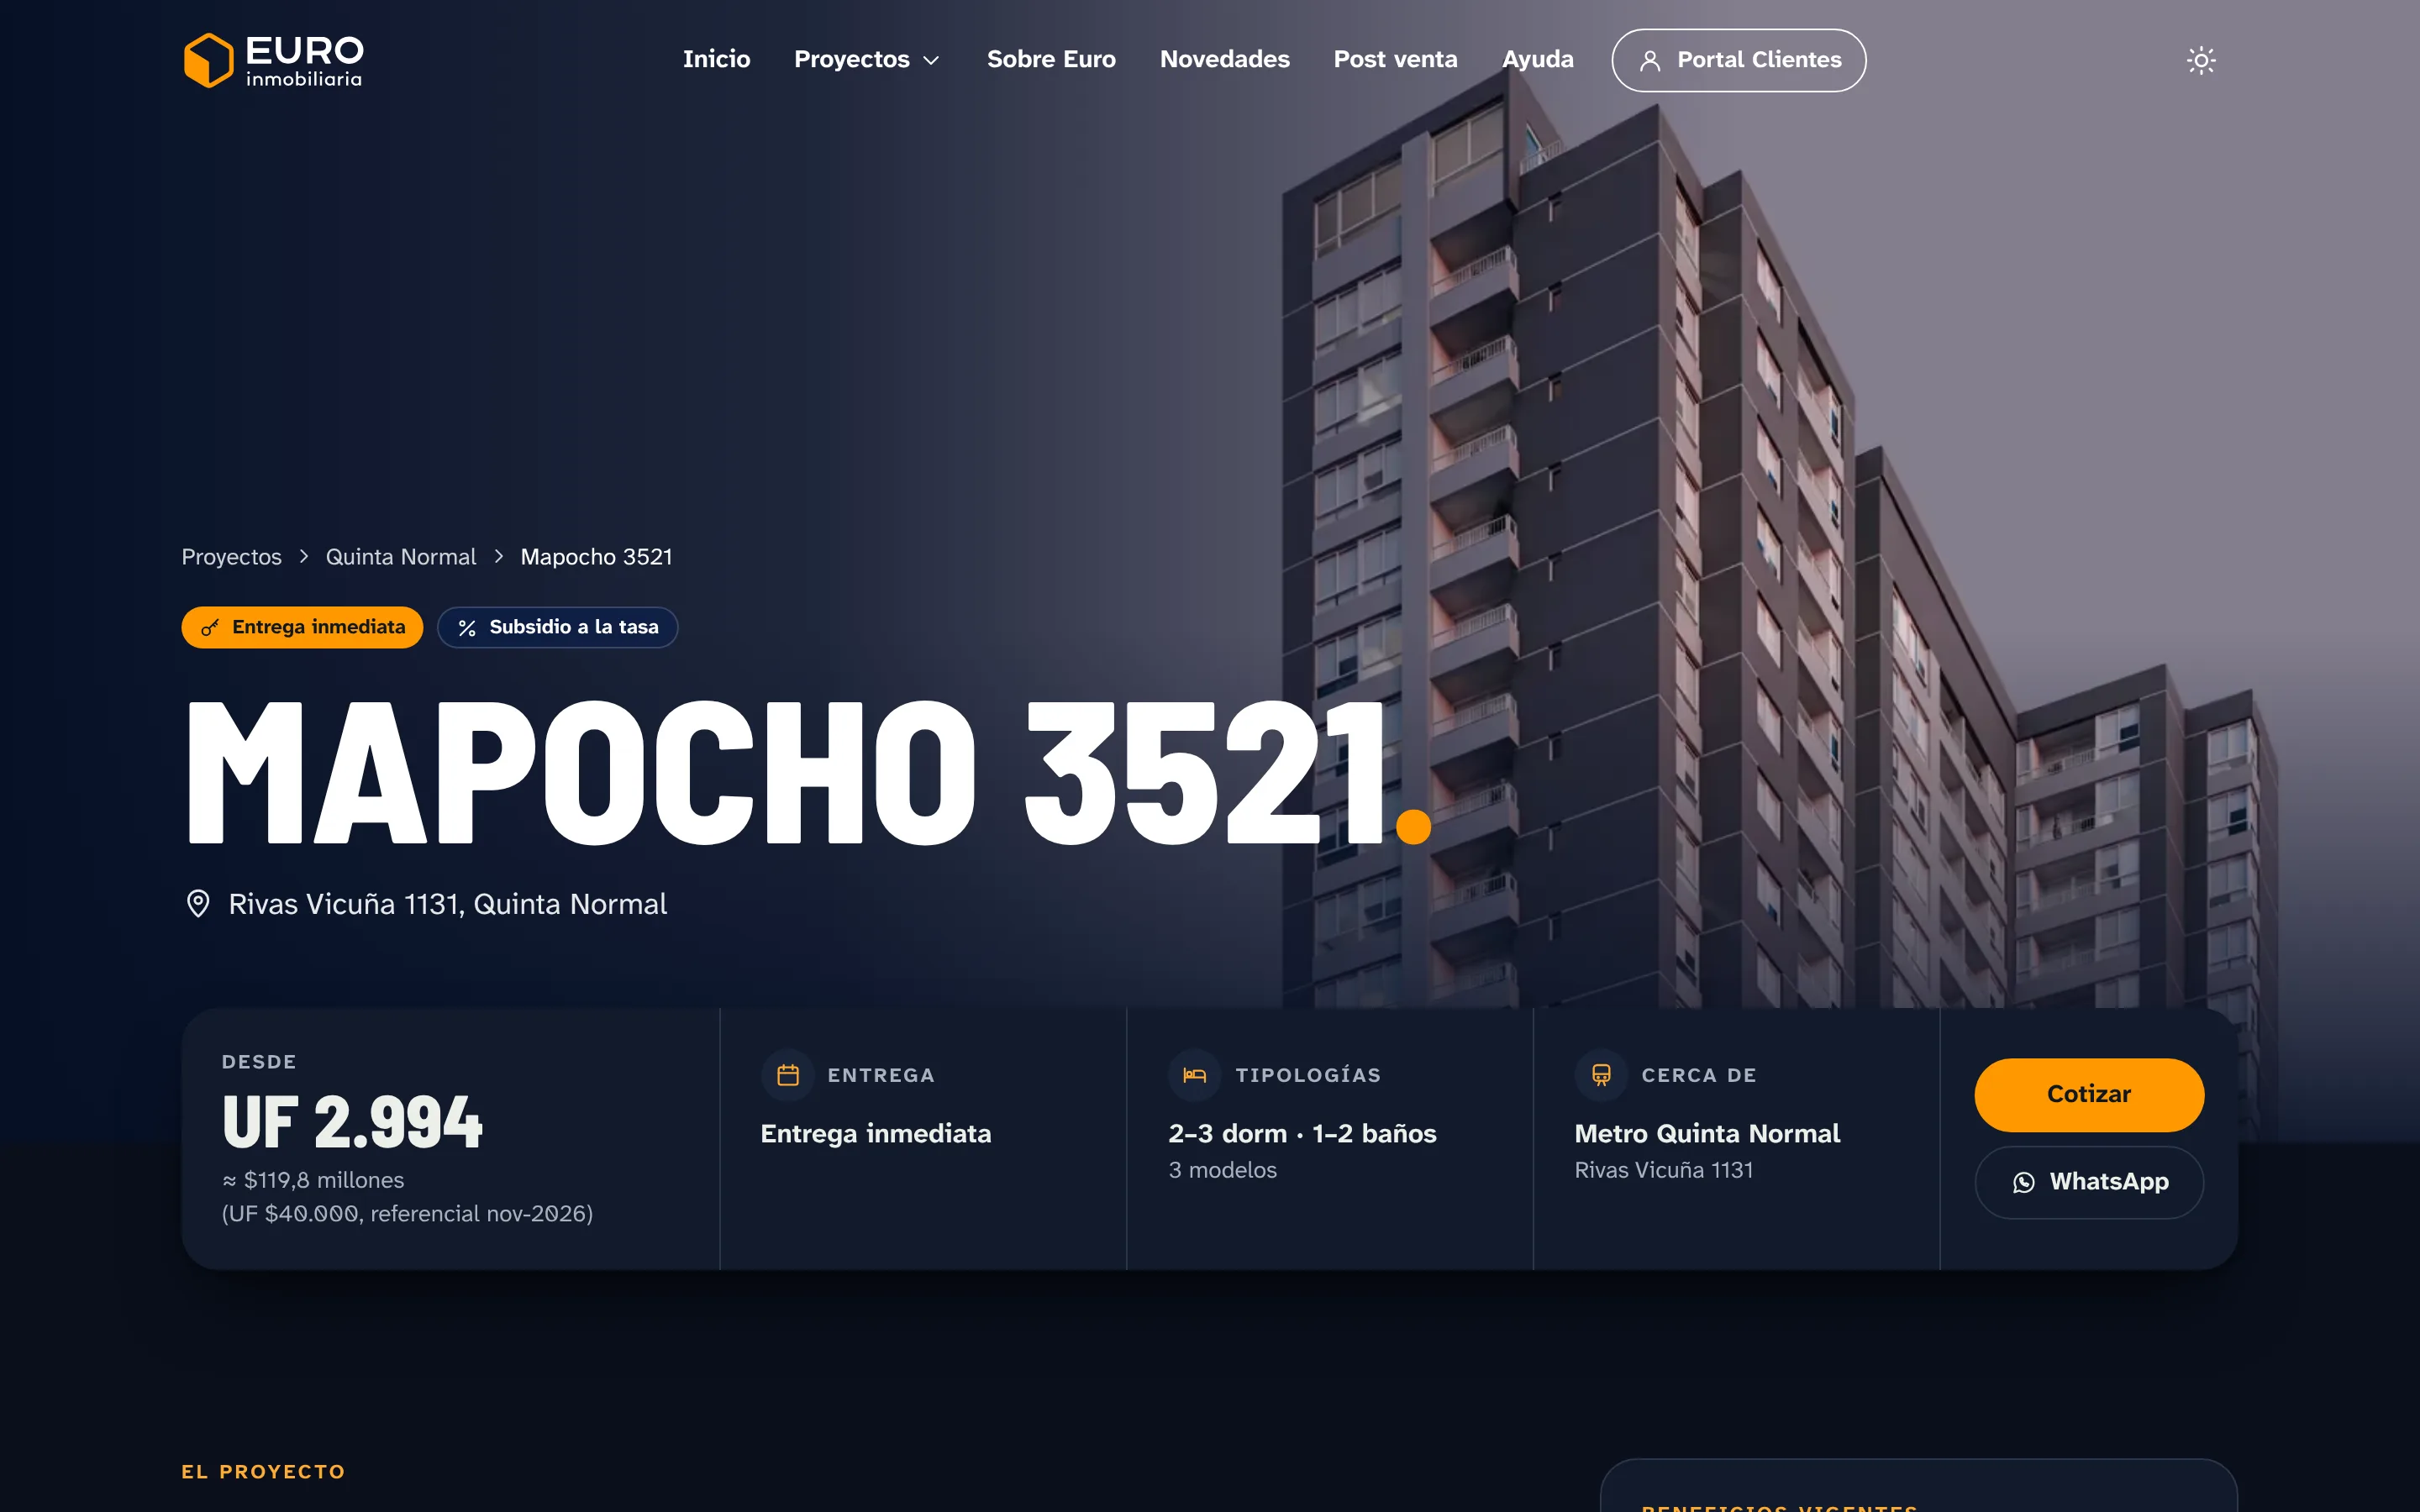 EURO
inmobiliaria
Inicio
Proyectos
Sobre Euro
Novedades
Post venta
Ayuda
Portal Clientes
Proyectos
Quinta Normal
Mapocho 3521
Entrega inmediata
Subsidio a la tasa
MAPOCHO 3521.
Rivas Vicuña 1131, Quinta Normal
DESDE
UF 2.994
≈ $119,8 millones
(UF $40.000, referencial nov-2026)
ENTREGA
Entrega inmediata
TIPOLOGÍAS
2–3 dorm · 1–2 baños
3 modelos
CERCA DE
Metro Quinta Normal
Rivas Vicuña 1131
Cotizar
WhatsApp
EL PROYECTO
BENEFICIOS VIGENTES